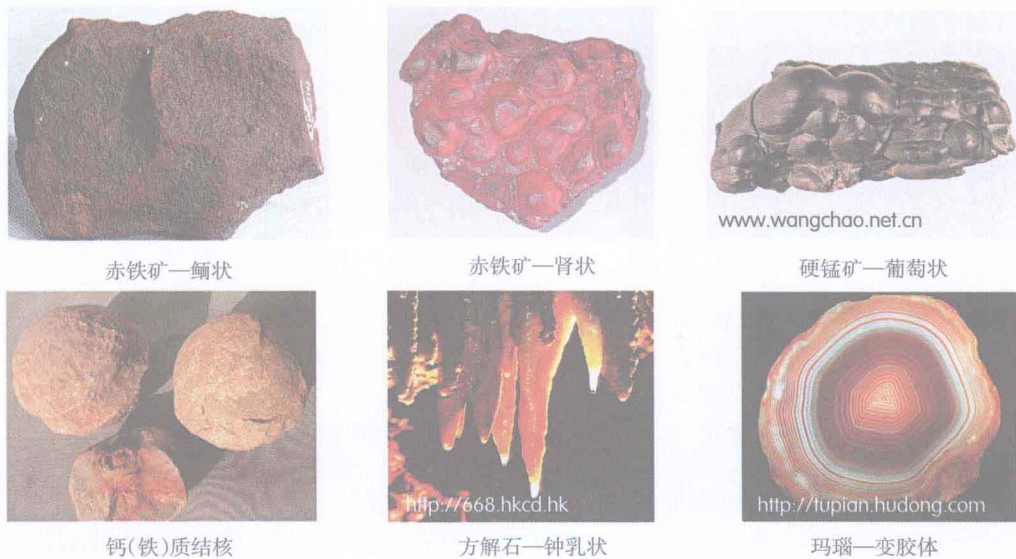 www.wangchao.net.cn
赤铁矿—鲕状
赤铁矿—肾状
硬锰矿—葡萄状
http://668.hkcd.hk
http://tupian.hudong.com
钙(铁)质结核
方解石—钟乳状
玛瑙—变胶体